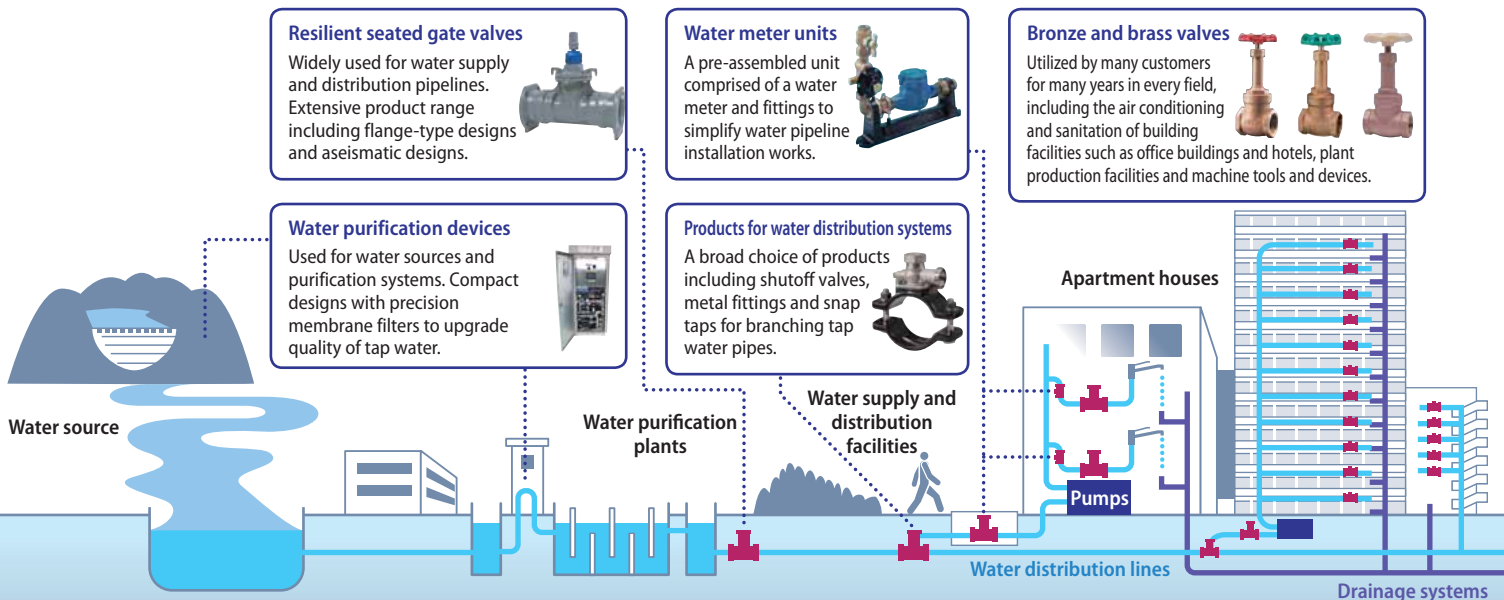 Resilient seated gate valves
Widely used for water supply
and distribution pipelines.
Extensive product range
including flange-type designs
and aseismatic designs.
Water meter units
A pre-assembled unit
comprised of a water
meter and fittings to
simplify water pipeline
installation works.
Bronze and brass valves
Utilized by many customers
for many years in every field,
including the air conditioning
and sanitation of building
facilities such as office buildings and hotels, plant
production facilities and machine tools and devices.
Water purification devices
Used for water sources and
purification systems. Compact
designs with precision
membrane filters to upgrade
quality of tap water.
Products for water distribution systems
A broad choice of products
including shutoff valves,
metal fittings and snap
taps for branching tap
water pipes.
Apartment houses
Water source
Water purification
plants
Water supply and
distribution
facilities
Pumps
Water distribution lines
Drainage systems